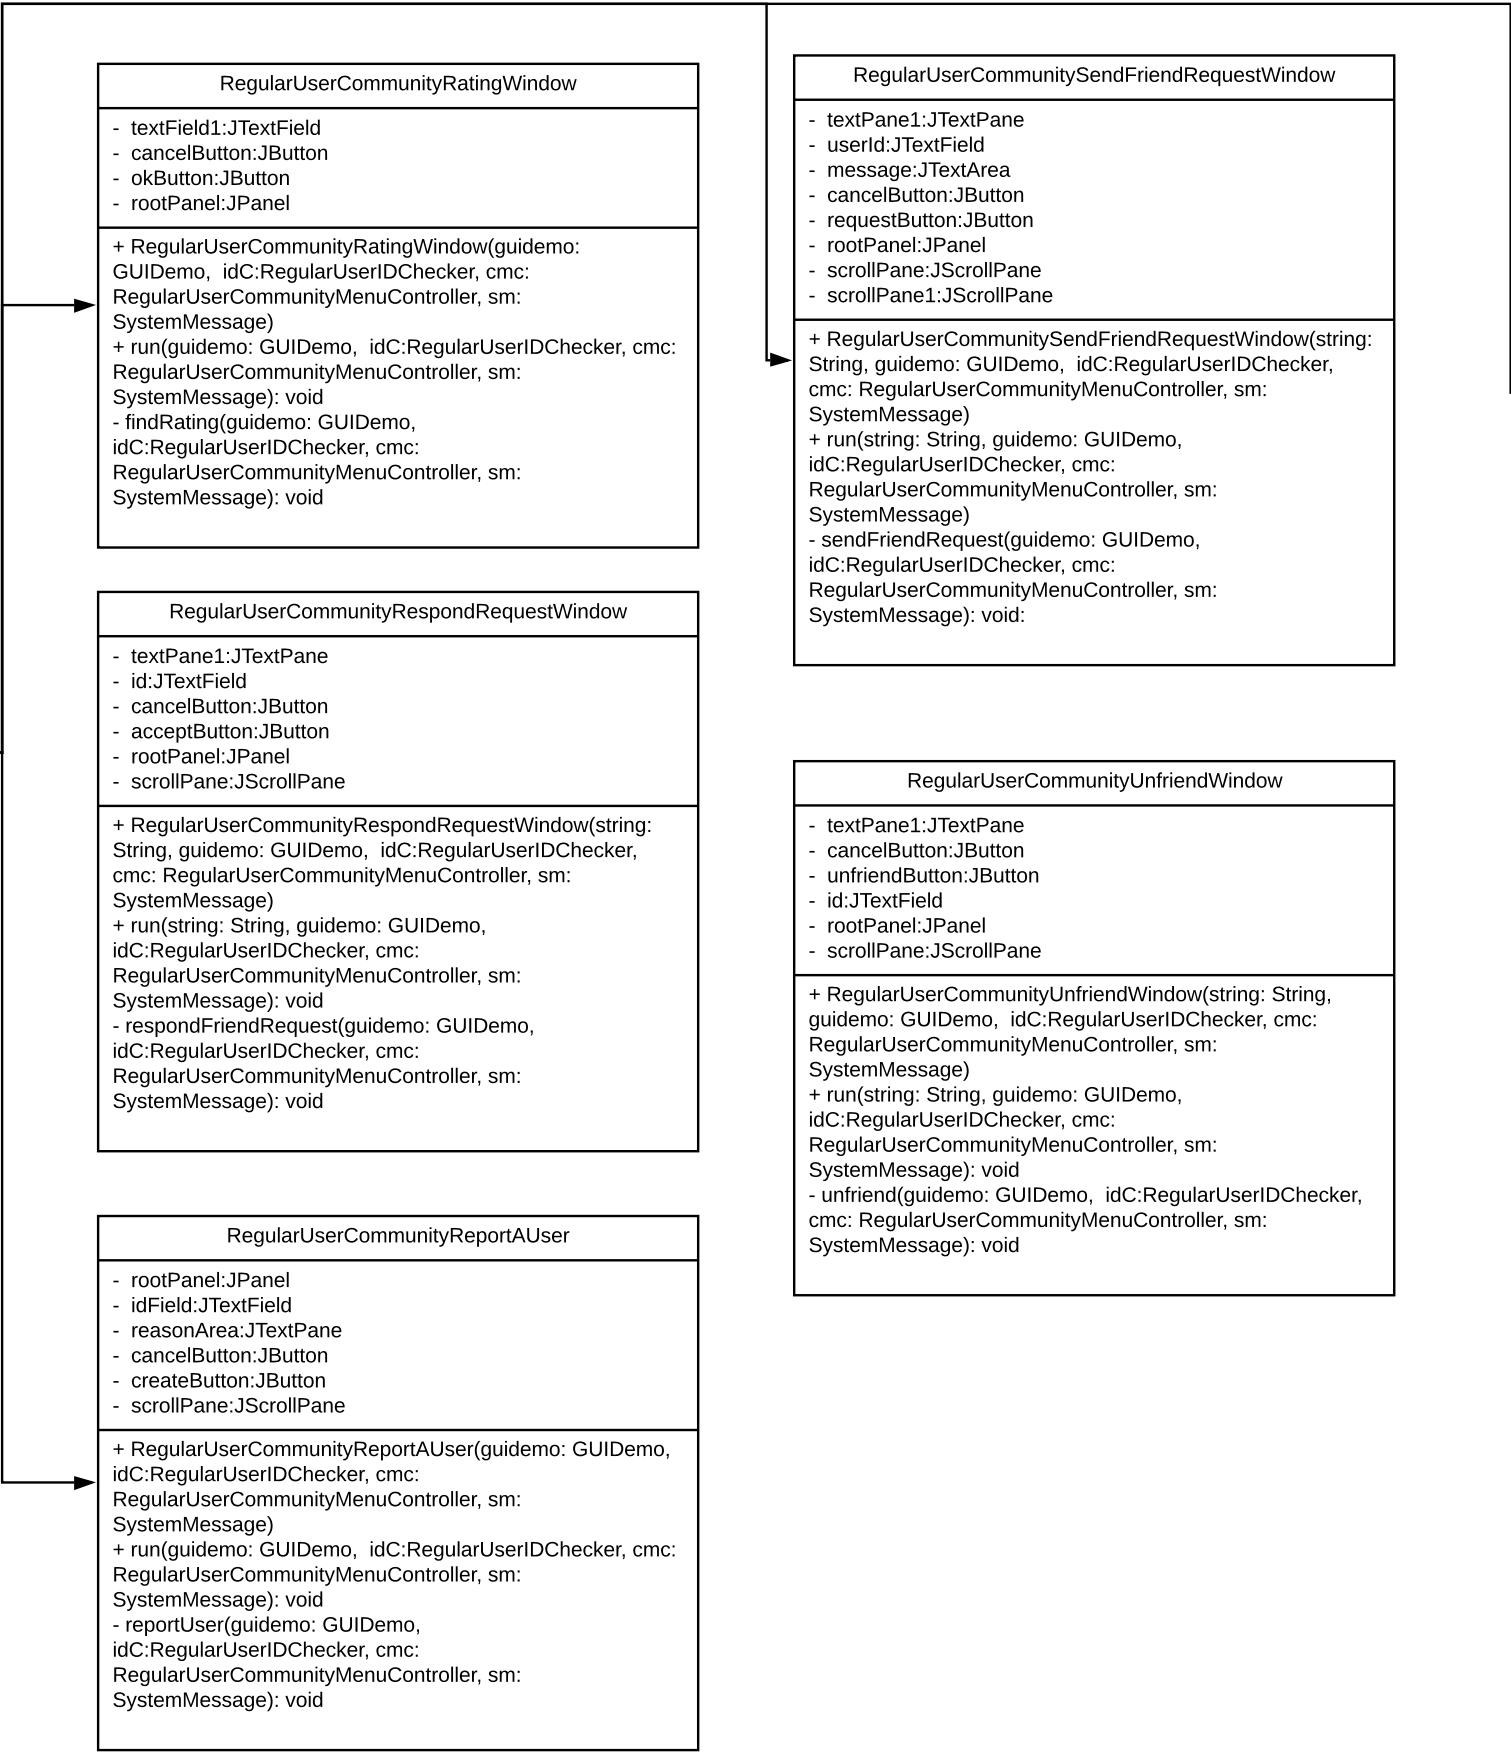 RegularUserCommunityRatingWindow
- textField1:JTextField
- cancelButton:JButton
- okButton:JButton
- rootPanel:JPanel
+ RegularUserCommunityRatingWindow(guidemo:
GUIDemo, idC:RegularUserIDChecker, cmc:
RegularUserCommunityMenuController, sm:
SystemMessage)
+ run(guidemo: GUIDemo, idC:RegularUserIDChecker, cmc:
RegularUserCommunityMenuController, sm:
SystemMessage): void
- findRating(guidemo: GUIDemo,
idC:RegularUserIDChecker, cmc:
RegularUserCommunityMenuController, sm:
SystemMessage): void
RegularUserCommunityRespondRequestWindow
- textPane1:JTextPane
- id:JTextField
- cancelButton:JButton
- acceptButton:JButton
- rootPanel:JPanel
- scrollPane:JScrollPane
+ RegularUserCommunityRespondRequestWindow(string:
String, guidemo: GUIDemo, idC:RegularUserIDChecker,
cmc: RegularUserCommunityMenuController, sm:
SystemMessage)
+ run(string: String, guidemo: GUIDemo,
idC:RegularUserIDChecker, cmc:
RegularUserCommunityMenuController, sm:
SystemMessage): void
- respondFriendRequest(guidemo: GUIDemo,
idC:RegularUserIDChecker, cmc:
RegularUserCommunityMenuController, sm:
SystemMessage): void
RegularUserCommunityReportAUser
- rootPanel:JPanel
- idField:JTextField
- reasonArea:JTextPane
- cancelButton:JButton
- createButton:JButton
- scrollPane:JScrollPane
+ RegularUserCommunityReportAUser(guidemo: GUIDemo,
idC:RegularUserIDChecker, cmc:
RegularUserCommunityMenuController, sm:
SystemMessage)
+ run(guidemo: GUIDemo, idC:RegularUserIDChecker, cmc:
RegularUserCommunityMenuController, sm:
SystemMessage): void
- reportUser(guidemo: GUIDemo,
idC:RegularUserIDChecker, cmc:
RegularUserCommunityMenuController, sm:
SystemMessage): void
RegularUserCommunitySendFriendRequestWindow
- textPane1:JTextPane
- userId:JTextField
- message:JTextArea
- cancelButton:JButton
- requestButton:JButton
- rootPanel:JPanel
- scrollPane:JScrollPane
- scrollPane1:JScrollPane
+ RegularUserCommunitySendFriendRequestWindow(string:
String, guidemo: GUIDemo, idC:RegularUserIDChecker,
cmc: RegularUserCommunityMenuController, sm:
SystemMessage)
+ run(string: String, guidemo: GUIDemo,
idC:RegularUserIDChecker, cmc:
RegularUserCommunityMenuController, sm:
SystemMessage)
- sendFriendRequest(guidemo: GUIDemo,
idC:RegularUserIDChecker, cmc:
RegularUserCommunityMenuController, sm:
SystemMessage): void:
RegularUserCommunityUnfriendWindow
- textPane1:JTextPane
- cancelButton:JButton
- unfriendButton:JButton
- id:JTextField
- rootPanel:JPanel
- scrollPane:JScrollPane
+ RegularUserCommunityUnfriendWindow(string: String,
guidemo: GUIDemo, idC:RegularUserIDChecker, cmc:
RegularUserCommunityMenuController, sm:
SystemMessage)
+ run(string: String, guidemo: GUIDemo,
idC:RegularUserIDChecker, cmc:
RegularUserCommunityMenuController, sm:
SystemMessage): void
- unfriend(guidemo: GUIDemo, idC:RegularUserIDChecker,
cmc: RegularUserCommunityMenuController, sm:
SystemMessage): void